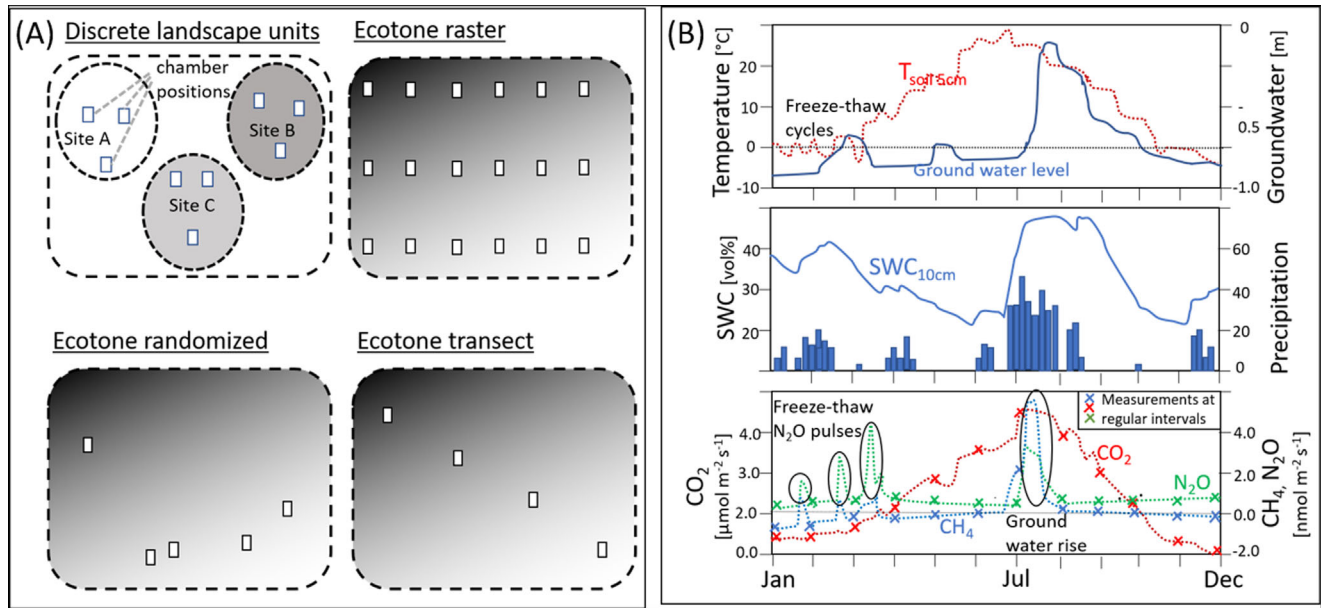 (A)
Discrete landscape units
Ecotone raster
chamber
positions
Site A
Site B
Site C
Ecotone randomized
Ecotone transect
(B)
Temperature [°C]
20
10
0
-10
Tsoil 5cm
Freeze-thaw
cycles
Ground water level
0
-
0.5
-1.0
Groundwater [m]
SWC [vol%]
40
30
20
SWC10cm
60
40
20
0
Precipitation
CO2
[µmol m-2 s-1]
4.0
3.0
2.0
0.0
Freeze-thaw
N2O pulses
Measurements at
regular intervals
CO2
N2O
CH4
Ground
water rise
4.0
2.0
0.0
-2.0
CH4, N2O
[nmol m-2 s-1]
Jan
Jul
Dec